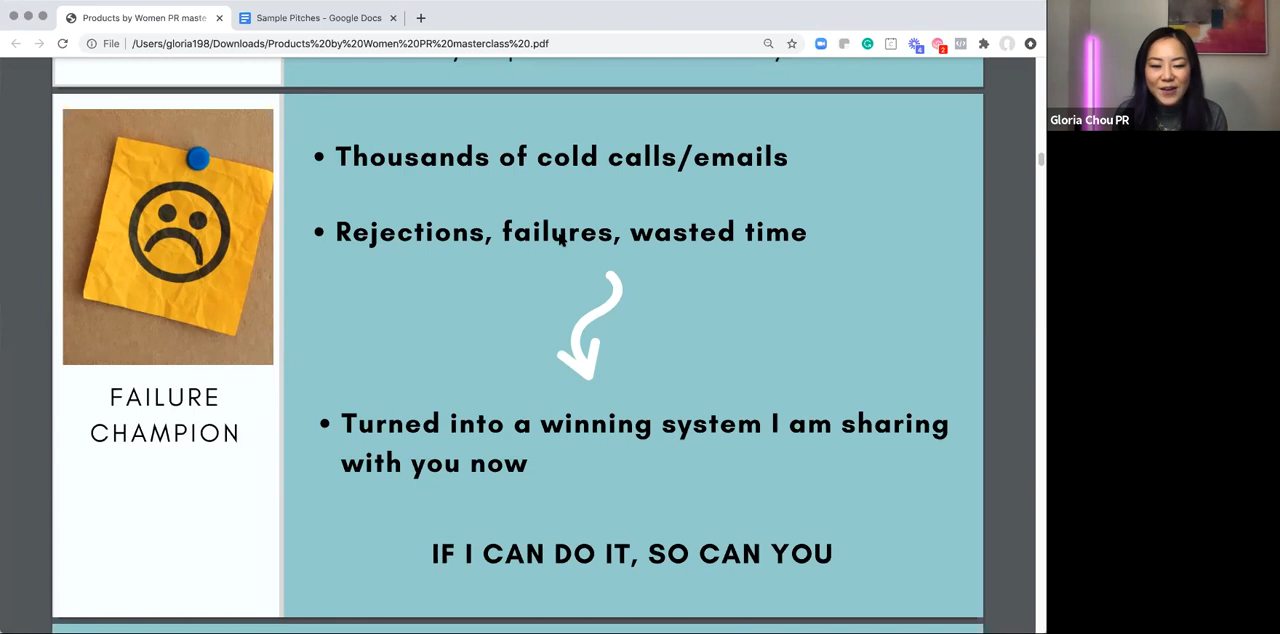 Products by Women PR maste
Sample Pitches - Google Docs
File
/Users/gloria198/Downloads/Products%20by%20Women%20PR%20masterclass%20.pdf
4
2
Gloria Chou PR
• Thousands of cold calls/emails
• Rejections, failures, wasted time
FAILURE
CHAMPION
• Turned into a winning system I am sharing
with you now
IF I CAN DO IT, SO CAN YOU